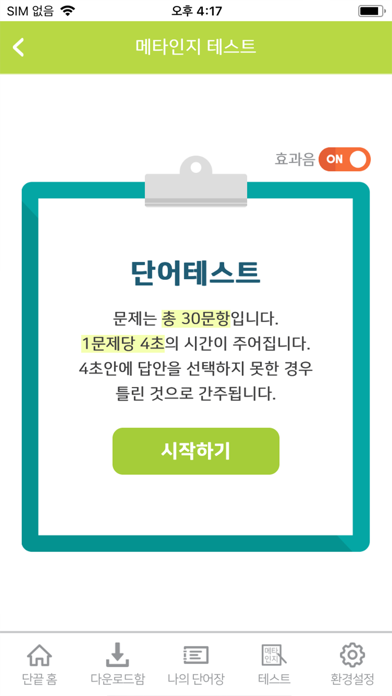 SIM 없음 오후 4:17
메타인지 테스트
효과음 ON
단어테스트
문제는 총 30문항입니다.
1문제당 4초의 시간이 주어집니다.
4초안에 답안을 선택하지 못한 경우
틀린 것으로 간주됩니다.
시작하기
메타
인지
단끝 홈 다운로드함 나의 단어장 테스트 환경설정